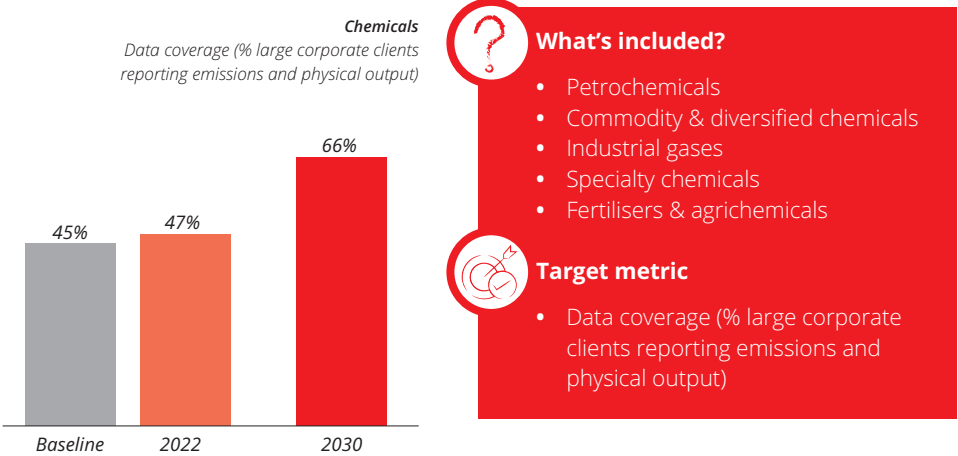 Chemicals
Data coverage (% large corporate clients
reporting emissions and physical output)
66%
47%
45%
Baseline
2022
2030
?
What’s included?
• Petrochemicals
• Commodity & diversified chemicals
• Industrial gases
• Specialty chemicals
• Fertilisers & agrichemicals
Target metric
• Data coverage (% large corporate
clients reporting emissions and
physical output)